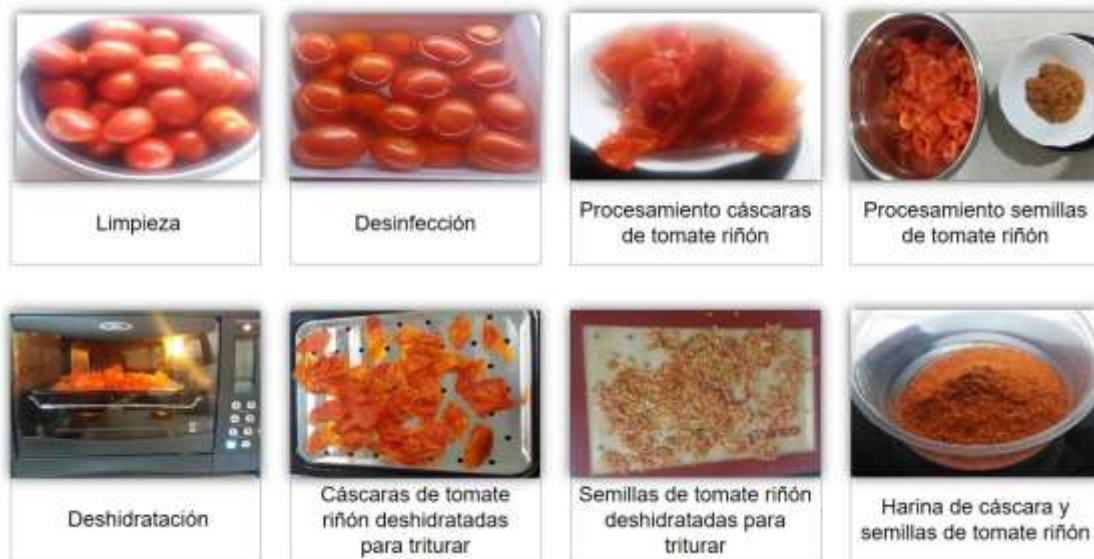 Limpieza
Desinfección
Procesamiento cáscaras
de tomate riñón
Procesamiento semillas
de tomate riñón
Deshidratación
Cáscaras de tomate
riñón deshidratadas
para triturar
Semillas de tomate riñón
deshidratadas para
triturar
Harina de cáscara y
semillas de tomate riñón